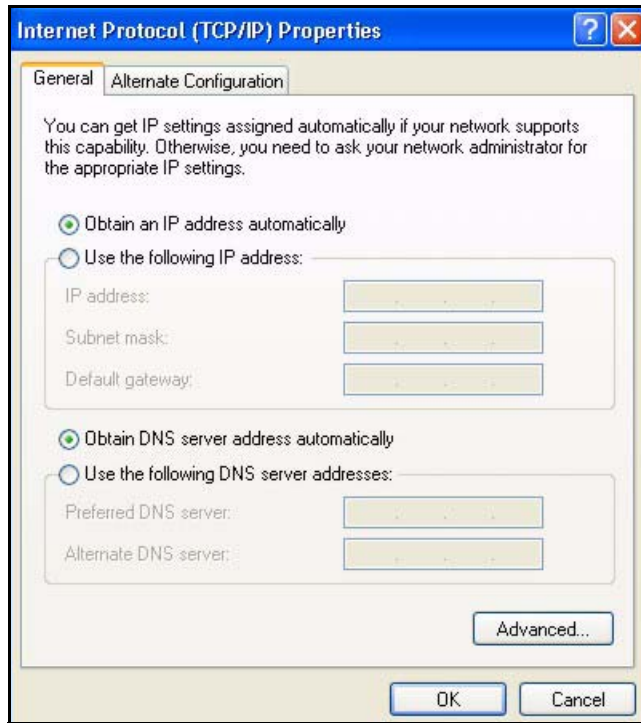 Internet Protocol (TCP/IP) Properties
General
Alternate Configuration
You can get IP settings assigned automatically if your network supports
this capability. Otherwise, you need to ask your network administrator for
the appropriate IP settings.
Obtain an IP address automatically
Use the following IP address:
IP address:
Subnet mask:
Default gateway:
Obtain DNS server address automatically
Use the following DNS server addresses:
Preferred DNS server:
Alternate DNS server:
Advanced...
OK
Cancel